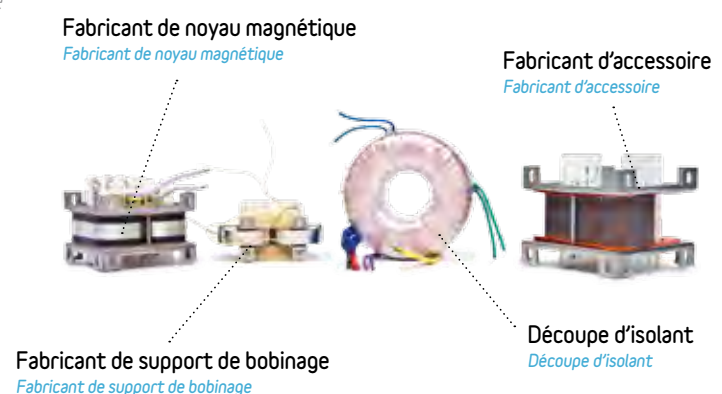 Fabricant de noyau magnétique
Fabricant de noyau magnétique
Fabricant d'accessoire
Fabricant d'accessoire
Découpe d'isolant
Découpe d'isolant
Fabricant de support de bobinage
Fabricant de support de bobinage